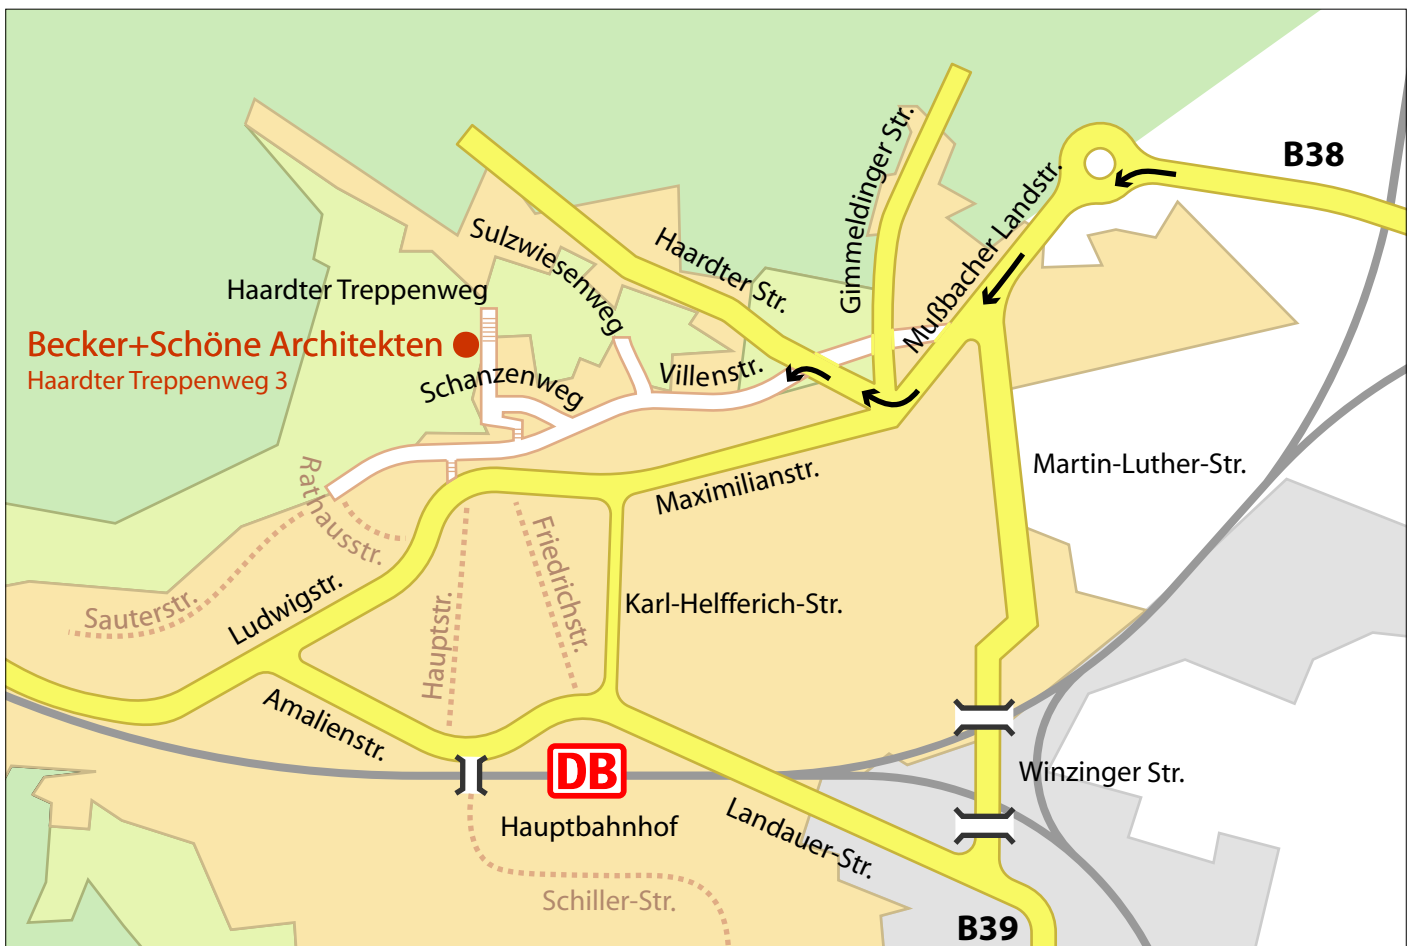 B38
Gimmeldinger Str.
Mußbacher Landstr.
Sulzwiesenweg
Haardter Str.
Haardter Treppenweg
Becker+Schöne Architekten
Haardter Treppenweg 3
Schanzenweg
Villenstr.
Rathausstr.
Maximilianstr.
Martin-Luther-Str.
Sauterstr.
Ludwigstr.
Hauptstr.
Friedrichstr.
Karl-Helfferich-Str.
Amalienstr.
DB
Hauptbahnhof
Landauer-Str.
Winzinger Str.
Schiller-Str.
B39